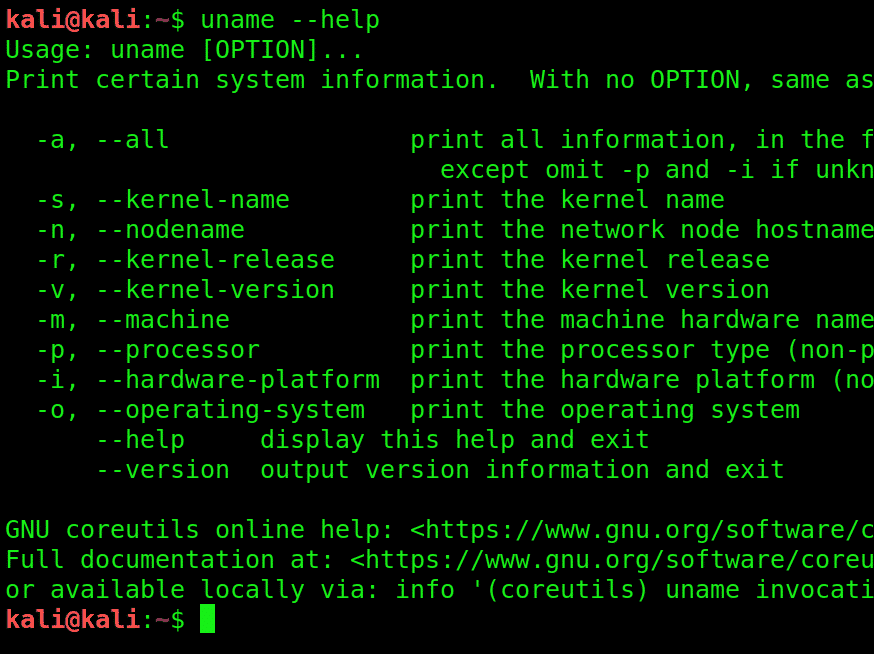 kali@kali:~$ uname --help
Usage: uname [OPTION]...
Print certain system information.  With no OPTION, same as
  -a, --all                print all information, in the f
                             except omit -p and -i if unkn
  -s, --kernel-name        print the kernel name
  -n, --nodename           print the network node hostname
  -r, --kernel-release     print the kernel release
  -v, --kernel-version     print the kernel version
  -m, --machine            print the machine hardware name
  -p, --processor          print the processor type (non-p
  -i, --hardware-platform  print the hardware platform (no
  -o, --operating-system   print the operating system
      --help     display this help and exit
      --version  output version information and exit
GNU coreutils online help: <https://www.gnu.org/software/c
Full documentation at: <https://www.gnu.org/software/coreu
or available locally via: info '(coreutils) uname invocati
kali@kali:~$